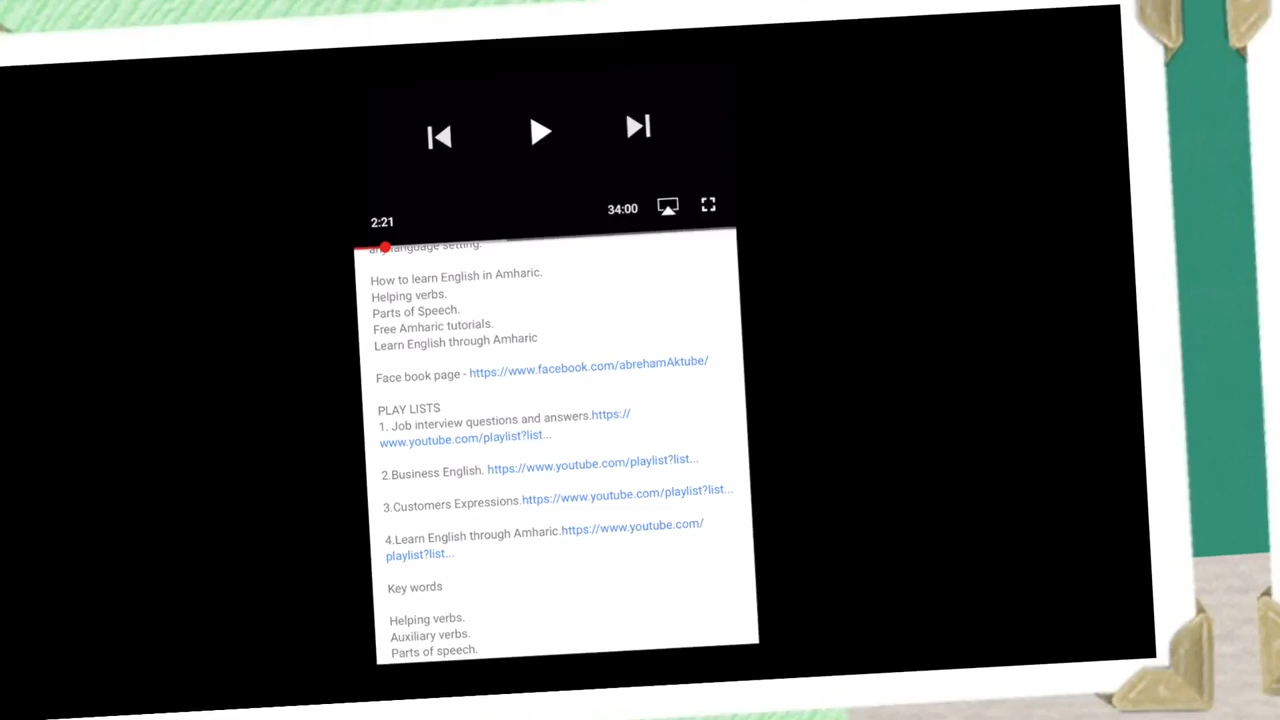 2:21
34:00
any language setting.
How to learn English in Amharic.
Helping verbs.
Parts of Speech.
Free Amharic tutorials.
Learn English through Amharic
Face book page - https://www.facebook.com/abrehamAktube/
PLAY LISTS
1. Job interview questions and answers.https://
www.youtube.com/playlist?list...
2.Business English. https://www.youtube.com/playlist?list...
3.Customers Expressions.https://www.youtube.com/playlist?list...
4.Learn English through Amharic.https://www.youtube.com/
playlist?list...
Key words
Helping verbs.
Auxiliary verbs.
Parts of speech.